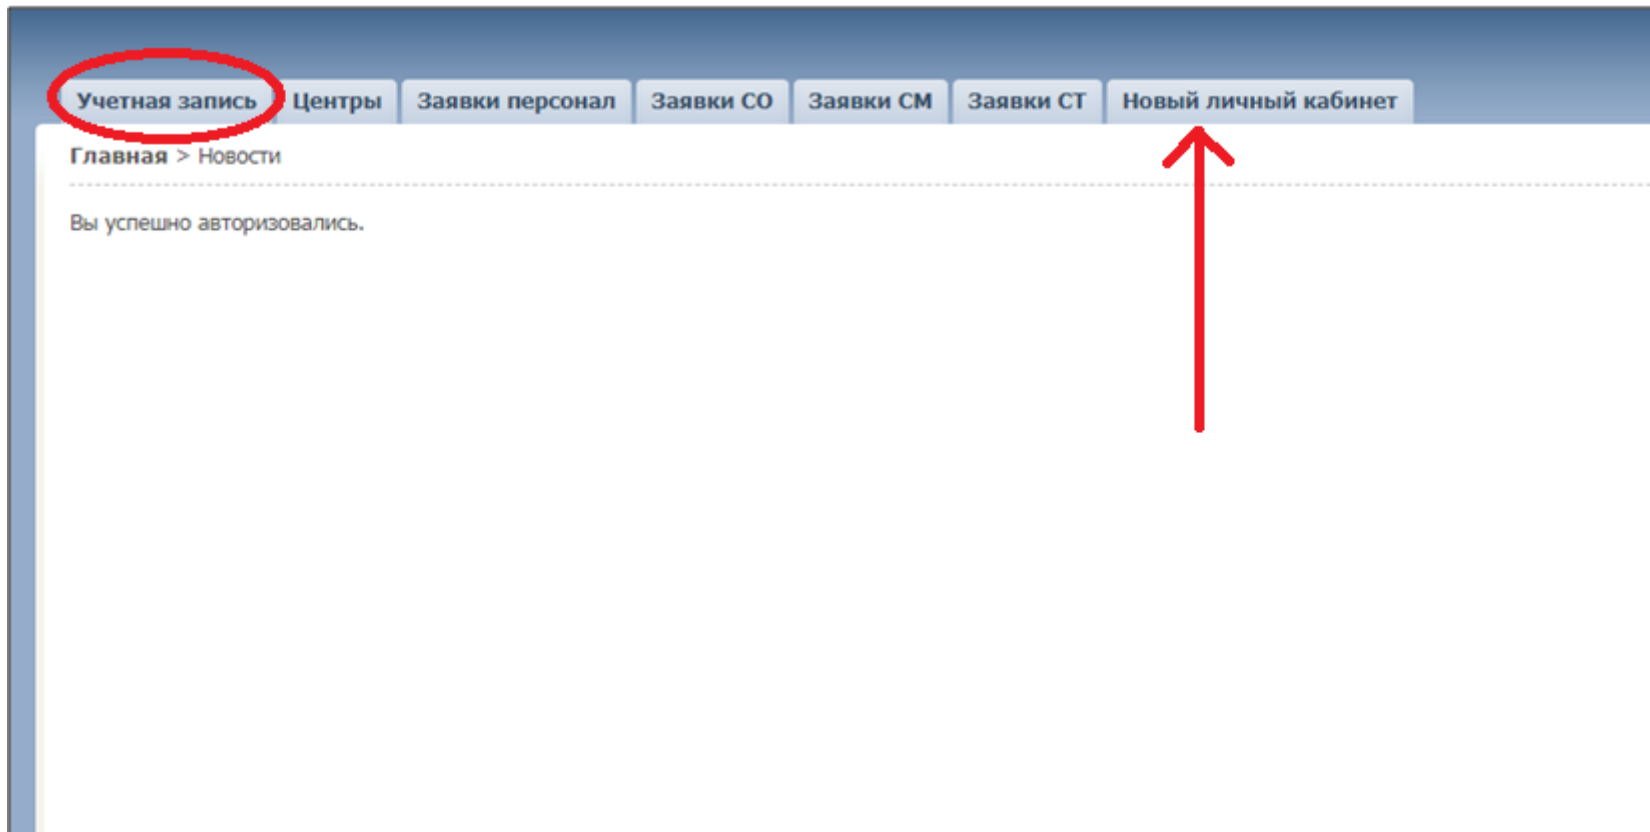 Учетная запись Центры Заявки персонал Заявки СО Заявки СМ Заявки СТ Новый личный кабинет
Главная > Новости
Вы успешно авторизовались.